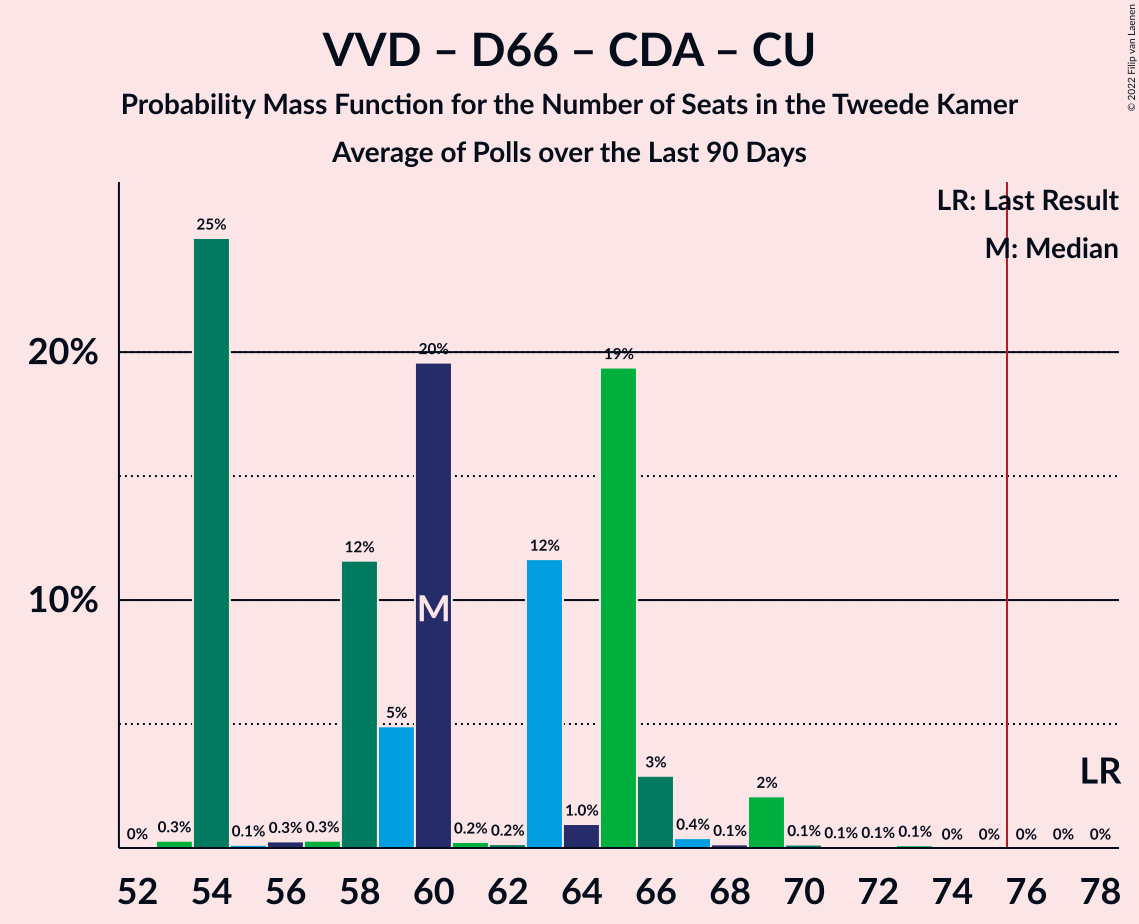 VVD – D66 – CDA – CU
Probability Mass Function for the Number of Seats in the Tweede Kamer
Average of Polls over the Last 90 Days
© 2022 Filip van Laenen
LR: Last Result
M: Median
25%
20%
20%
19%
12%
12%
10%
M
5%
3%
LR
2%
1.0%
0% 0.3% 0.1% 0.3% 0.3% 0.2% 0.2% 0.4% 0.1% 0.1% 0.1% 0.1% 0.1% 0% 0% 0% 0% 0%
52 54 56 58 60 62 64 66 68 70 72 74 76 78